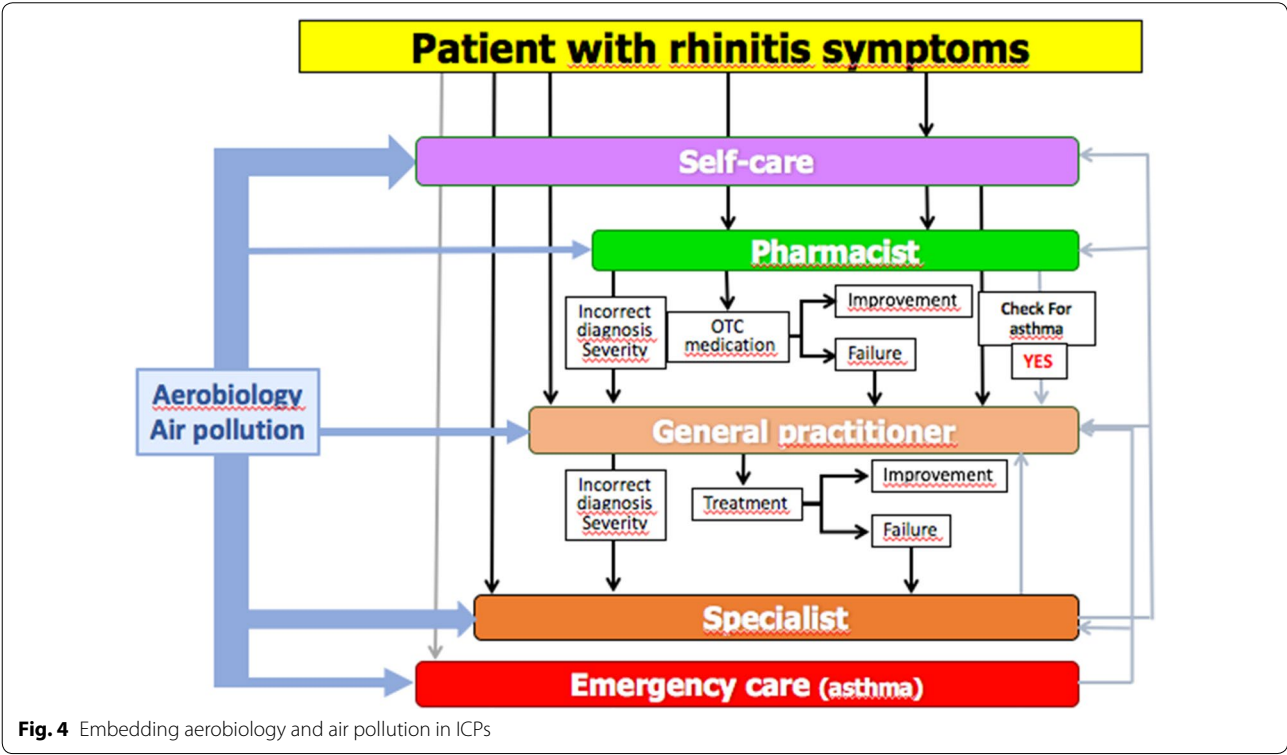 Patient with rhinitis symptoms
Self-care
Pharmacist
Incorrect
diagnosis
Severity
OTC
medication
Improvement
Failure
Check For
asthma
YES
Aerobiology
Air pollution
General practitioner
Incorrect
diagnosis
Severity
Treatment
Improvement
Failure
Specialist
Emergency care (asthma)
Fig. 4 Embedding aerobiology and air pollution in ICPs